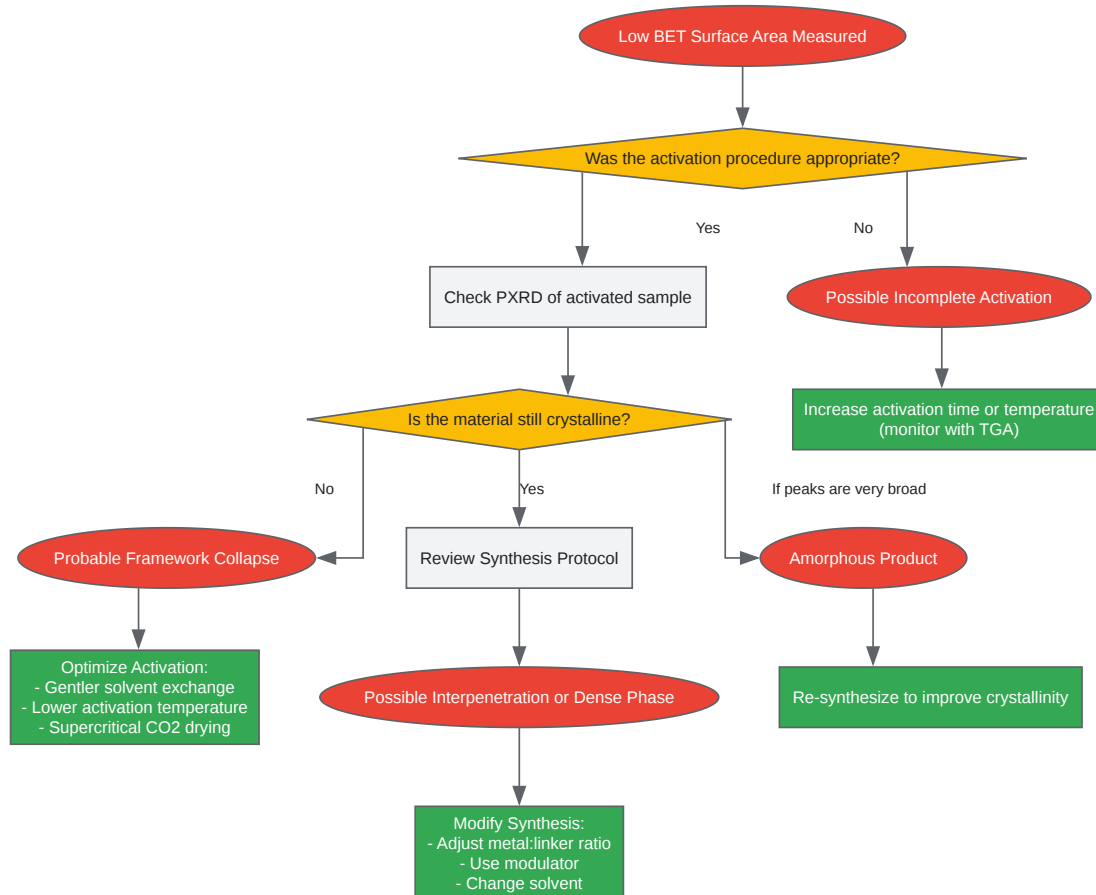 Low BET Surface Area Measured
Was the activation procedure appropriate?
Yes
No
Check PXRD of activated sample
Possible Incomplete Activation
Is the material still crystalline?
Increase activation time or temperature
(monitor with TGA)
No
Yes
If peaks are very broad
Probable Framework Collapse
Review Synthesis Protocol
Amorphous Product
Optimize Activation:
- Gentler solvent exchange
- Lower activation temperature
- Supercritical CO2 drying
Possible Interpenetration or Dense Phase
Re-synthesize to improve crystallinity
Modify Synthesis:
- Adjust metal:linker ratio
- Use modulator
- Change solvent